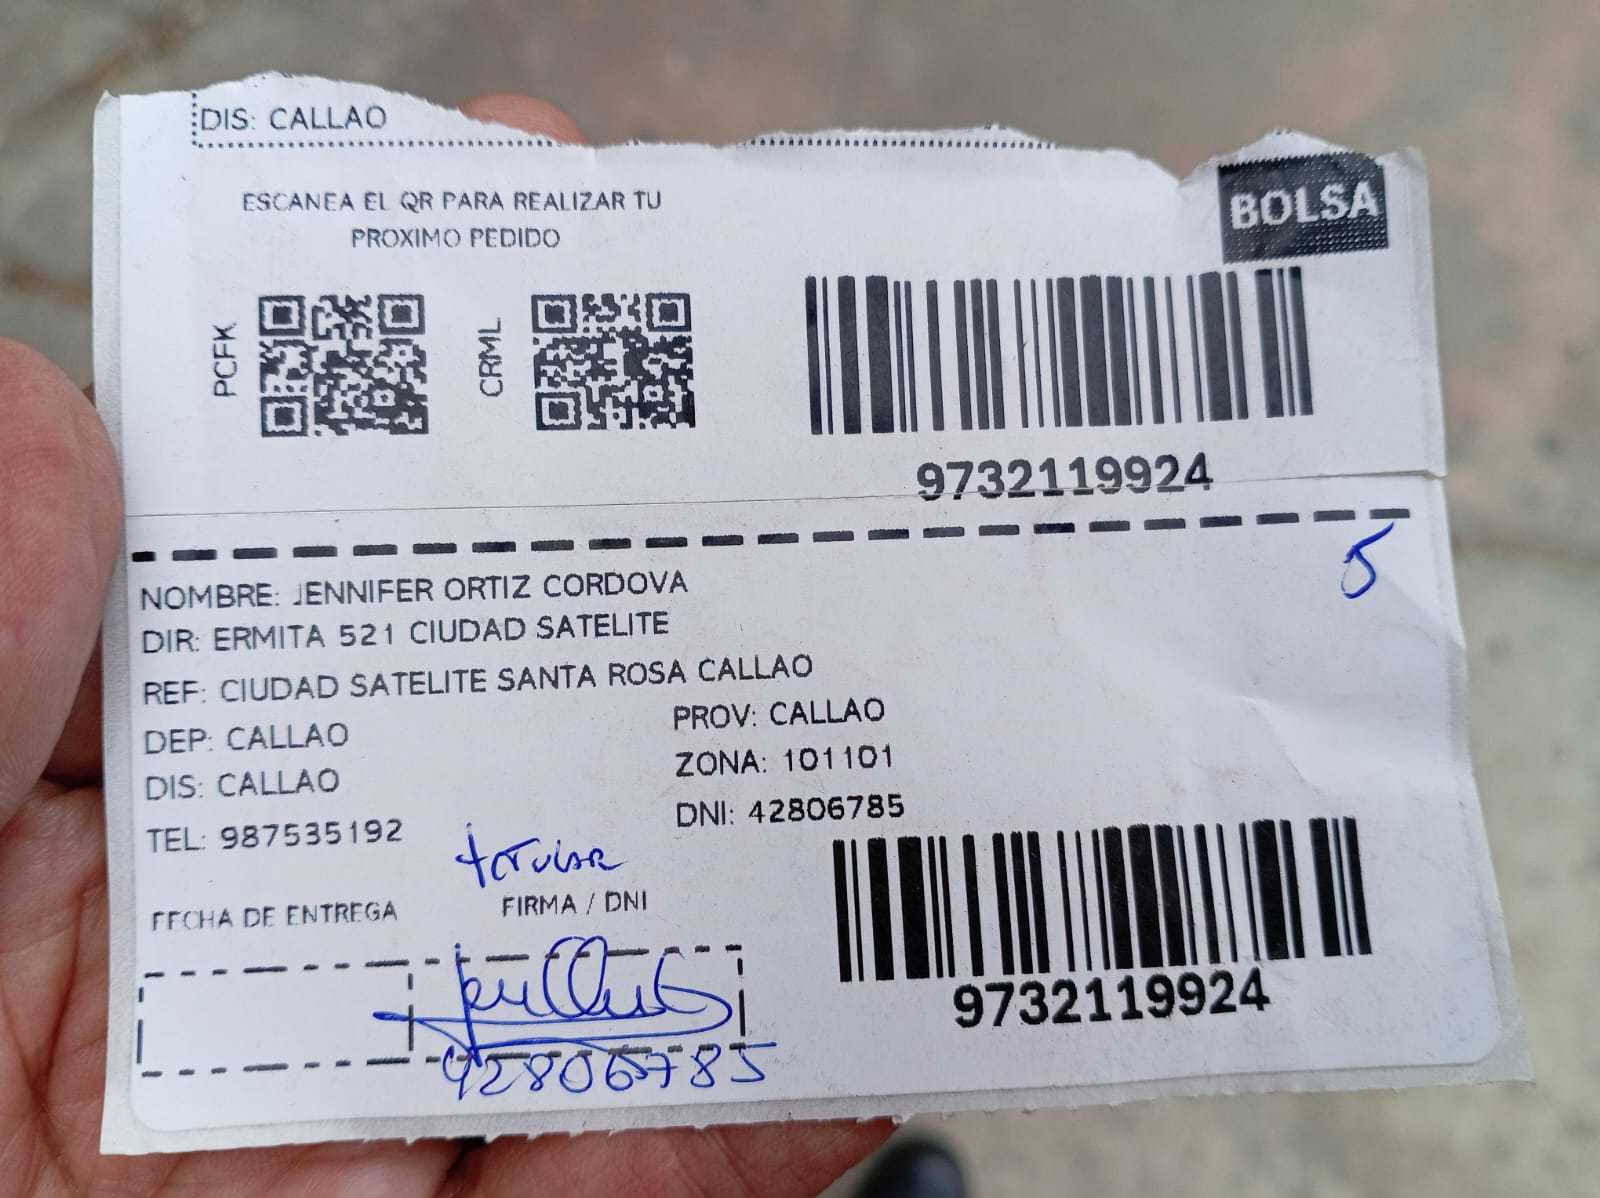 DIS: CALLAO
ESCANEA EL QR PARA REALIZAR TU
PROXIMO PEDIDO
BOLSA
PCFK
CRML
9732119924
5
NOMBRE: JENNIFER ORTIZ CORDOVA
DIR: ERMITA 521 CIUDAD SATELITE
REF: CIUDAD SATELITE SANTA ROSA CALLAO
DEP: CALLAO
PROV: CALLAO
DIS: CALLAO
ZONA: 101101
TEL: 987535192
DNI: 42806785
titular
FECHA DE ENTREGA
FIRMA / DNI
9732119924
42806785